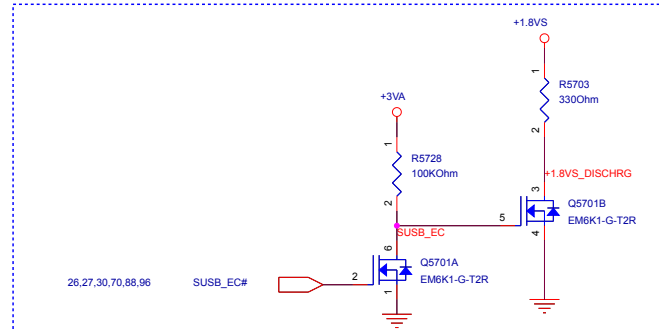 +1.8VS
1
R5703
330Ohm
2
+3VA
1
R5728
100KOhm
2
+1.8VS_DISCHRG
3
Q5701B
5
EM6K1-G-T2R
4
SUSB_EC
6
Q5701A
26,27,30,70,88,96 SUSB_EC# 2
EM6K1-G-T2R
1